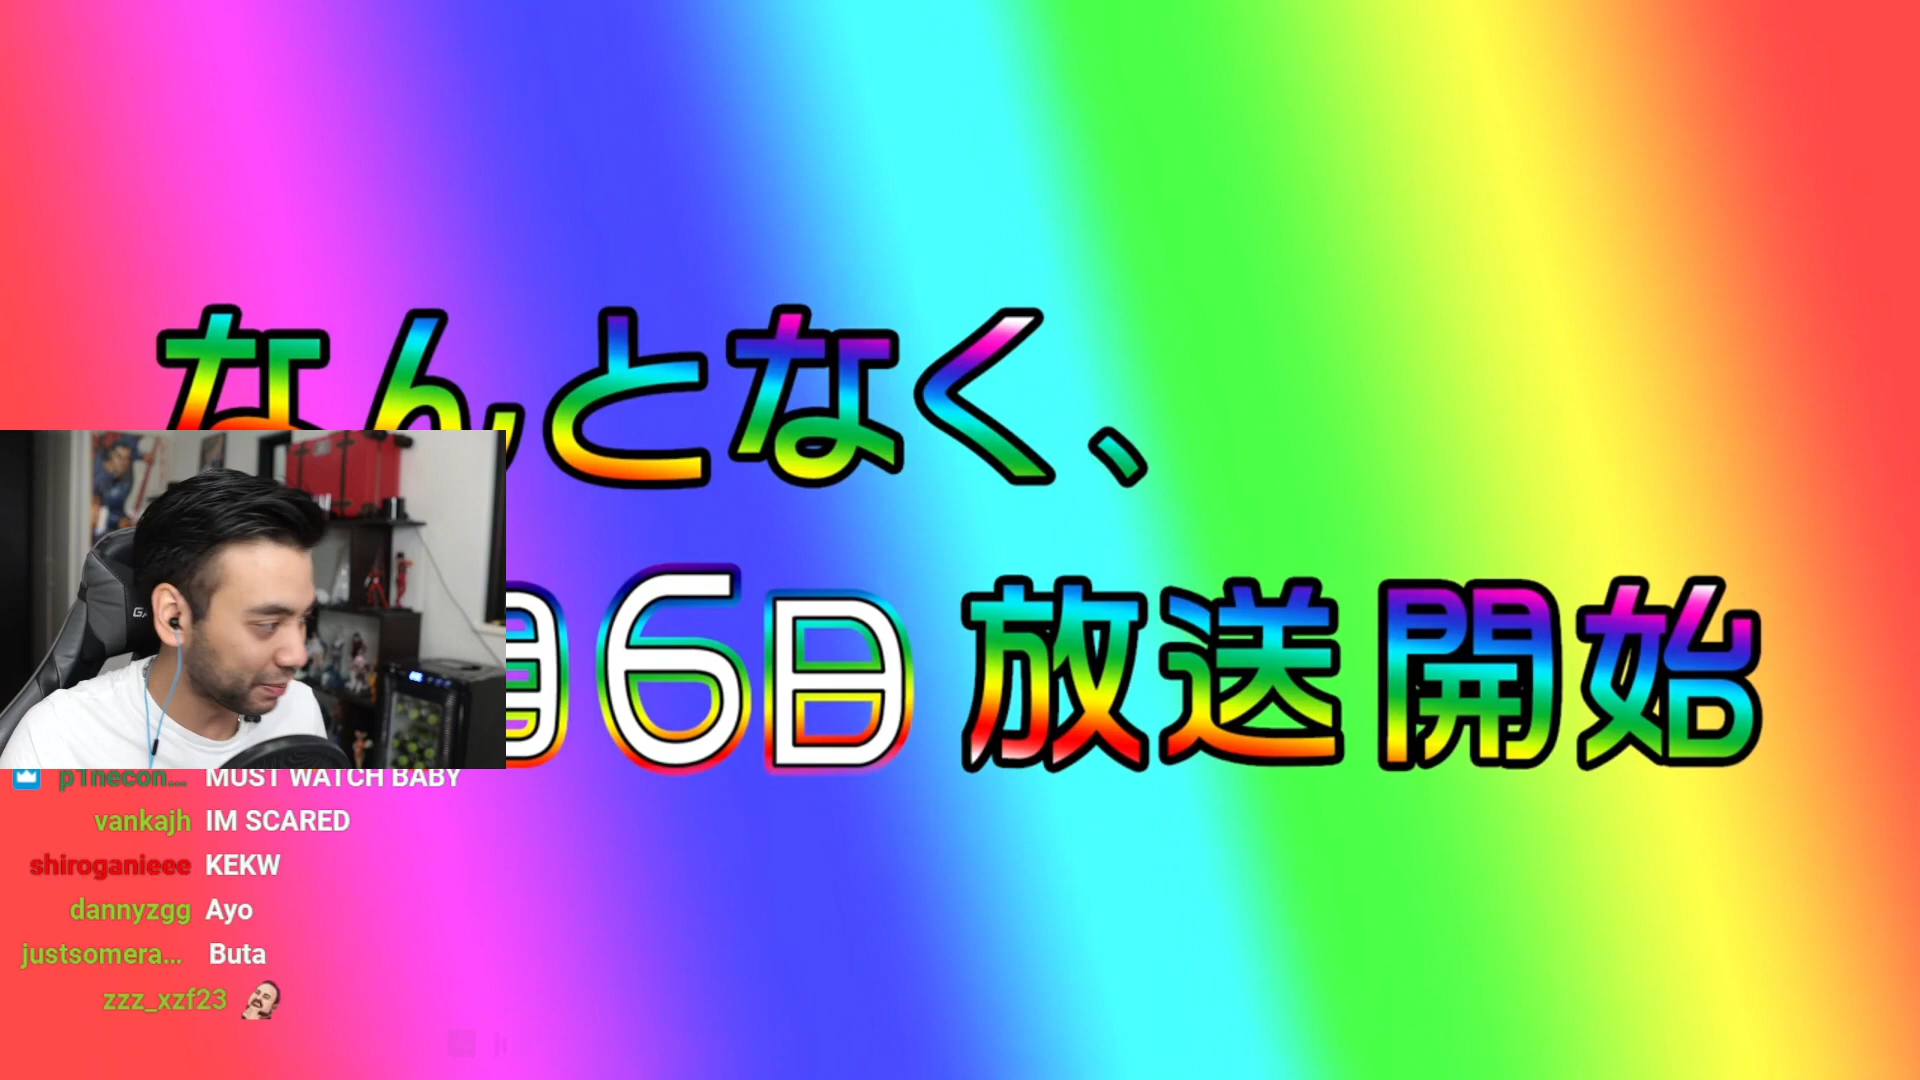 なんとなく、
月6日 放送開始
p1necon... MUST WATCH BABY
vankajh IM SCARED
shiroganieee KEKW
dannyzgg Ayo
justsomera... Buta
zzz_xzf23